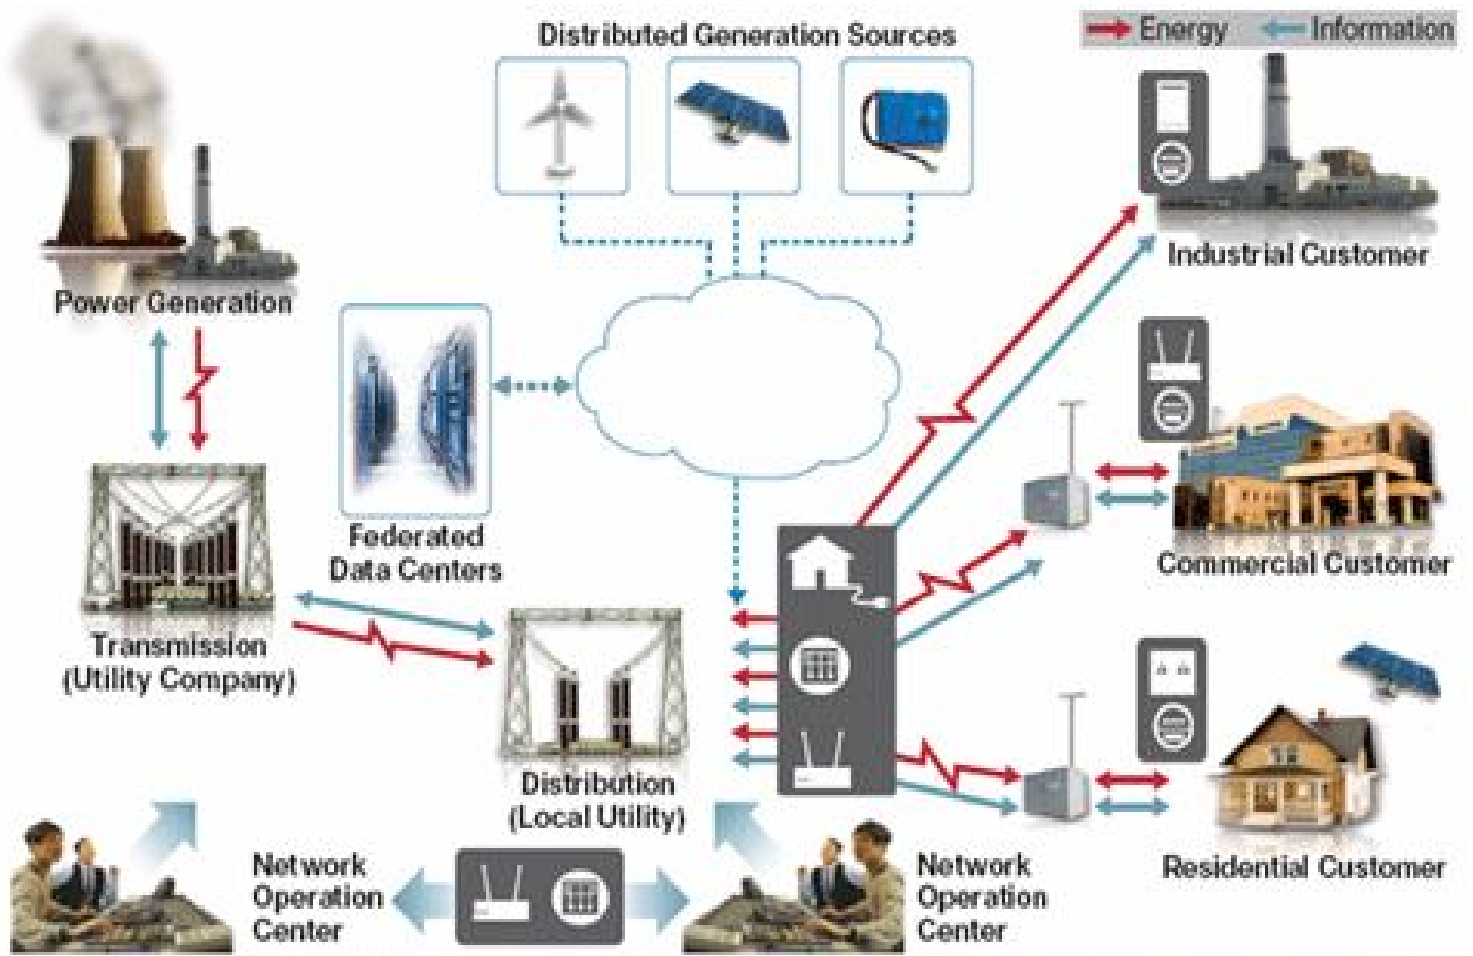 Distributed Generation Sources
Energy
Information
Power Generation
Industrial Customer
Federated
Data Centers
Commercial Customer
Transmission
(Utility Company)
Distribution
(Local Utility)
Network
Operation
Center
Network
Operation
Center
Residential Customer